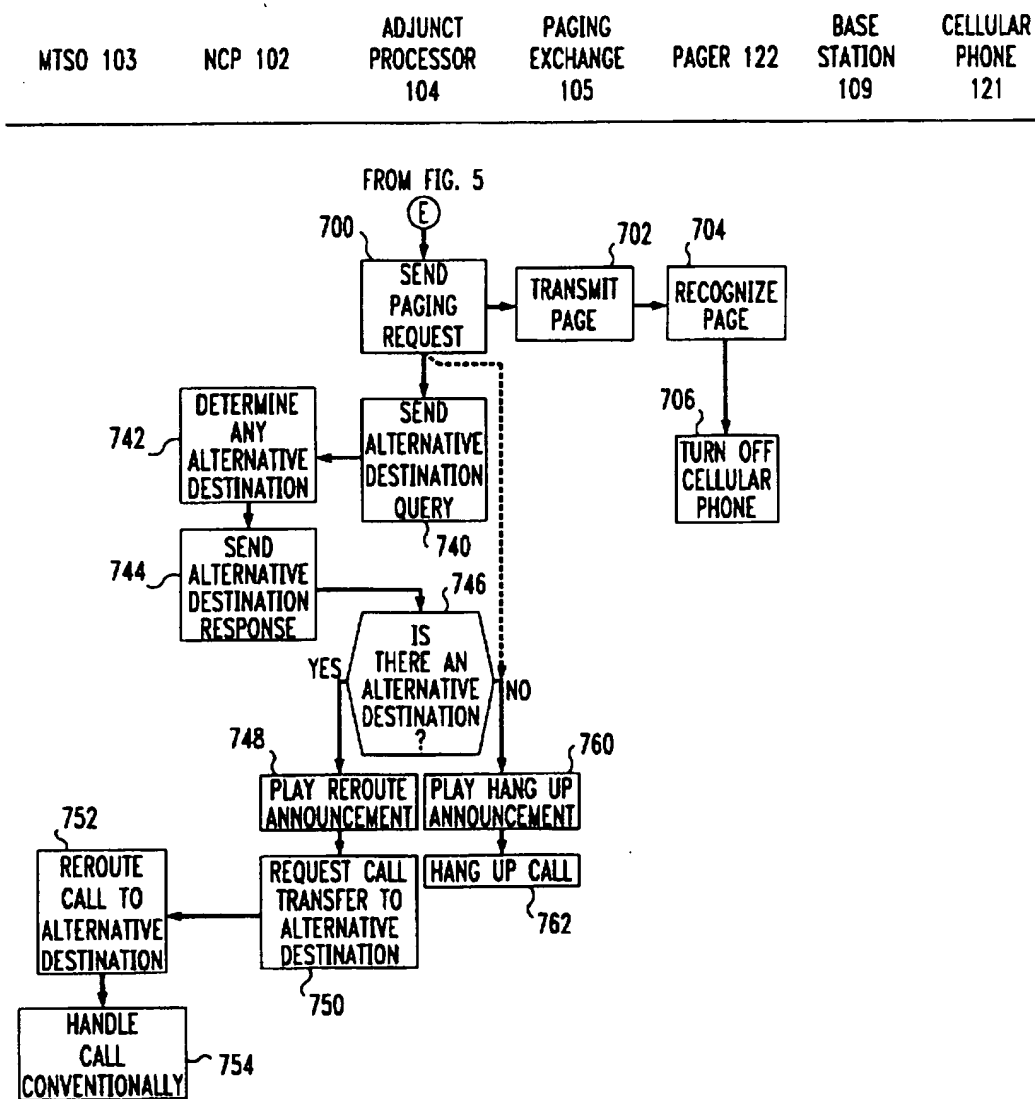 MTSO 103
NCP 102
ADJUNCT
PROCESSOR
104
PAGING
EXCHANGE
105
PAGER 122
BASE
STATION
109
CELLULAR
PHONE
121
FROM FIG. 5
E
700
SEND
PAGING
REQUEST
702
TRANSMIT
PAGE
704
RECOGNIZE
PAGE
706
TURN OFF
CELLULAR
PHONE
742
DETERMINE
ANY
ALTERNATIVE
DESTINATION
SEND
ALTERNATIVE
DESTINATION
QUERY
740
744
SEND
ALTERNATIVE
DESTINATION
RESPONSE
746
IS
THERE AN
ALTERNATIVE
DESTINATION
?
YES
NO
748
PLAY REROUTE
ANNOUNCEMENT
760
PLAY HANG UP
ANNOUNCEMENT
752
REROUTE
CALL TO
ALTERNATIVE
DESTINATION
REQUEST CALL
TRANSFER TO
ALTERNATIVE
DESTINATION
750
HANG UP CALL
762
HANDLE
CALL
CONVENTIONALLY
754